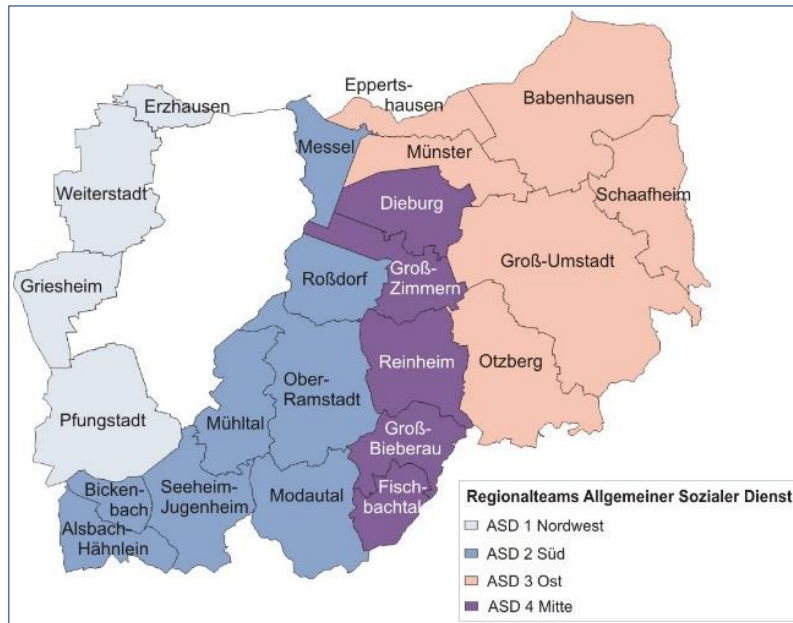 Erzhausen
Epperts-
hausen
Babenhausen
Messel
Münster
Weiterstadt
Dieburg
Schaafheim
Griesheim
Roßdorf
Groß-
Zimmern
Groß-Umstadt
Reinheim
Otzberg
Ober-
Ramstadt
Pfungstadt
Mühltal
Groß-
Bieberau
Bicken-
bach
Seeheim-
Jugenheim
Modautal
Fisch-
bachtal
Alsbach-
Hähnlein
Regionalteams Allgemeiner Sozialer Dienst
ASD 1 Nordwest
ASD 2 Süd
ASD 3 Ost
ASD 4 Mitte